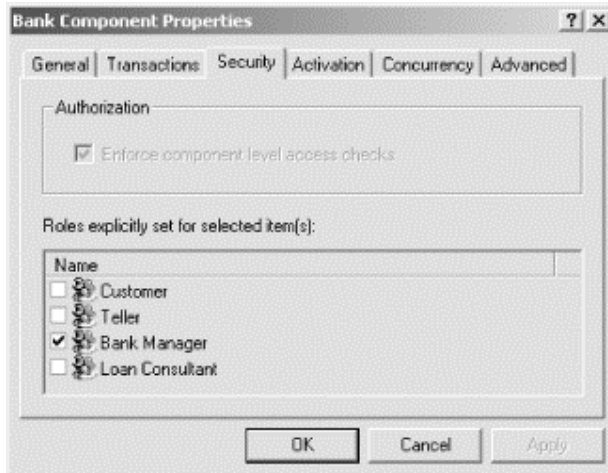 Bank Component Properties
General Transactions Security Activation Concurrency Advanced
Authorization
Enforce component level access checks
Roles explicitly set for selected item(s):
Name
Customer
Teller
Bank Manager
Loan Consultant
OK Cancel Apply